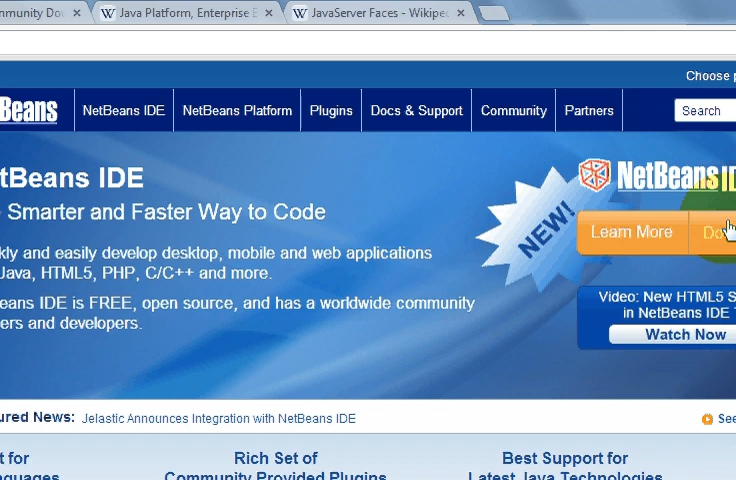 mmunity Do
Java Platform, Enterprise E
JavaServer Faces - Wikipe
Choose
Beans
NetBeans IDE
NetBeans Platform
Plugins
Docs & Support
Community
Partners
Search
tBeans IDE
Smarter and Faster Way to Code
kly and easily develop desktop, mobile and web applications
Java, HTML5, PHP, C/C++ and more.
eans IDE is FREE, open source, and has a worldwide community
ers and developers.
NEW!
NetBeans ID
Learn More
Do
Video: New HTML5 S
in NetBeans IDE
Watch Now
ured News:
Jelastic Announces Integration with NetBeans IDE
See
t for
nguages
Rich Set of
Community Provided Plugins
Best Support for
Latest Java Technologies